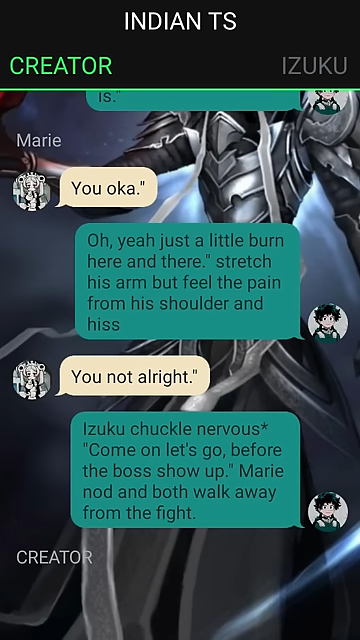 INDIAN TS
CREATOR IZUKU
is."
Marie
You oka."
Oh, yeah just a little burn
here and there." stretch
his arm but feel the pain
from his shoulder and
hiss
You not alright."
Izuku chuckle nervous*
"Come on let's go, before
the boss show up." Marie
nod and both walk away
from the fight.
CREATOR